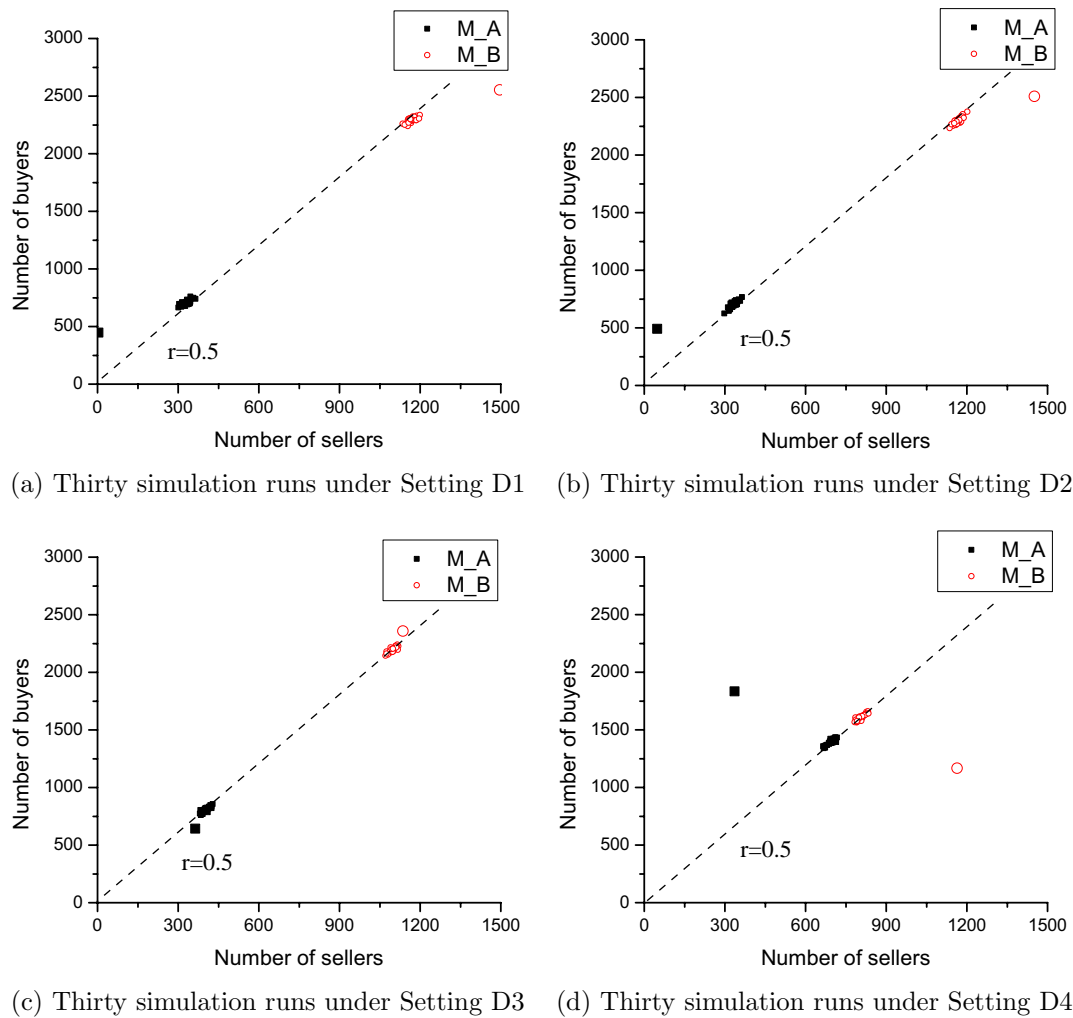 M_A
M_B
3000
2500
2000
1500
1000
500
0
Number of buyers
r=0.5
0
300
600
900
1200
1500
Number of sellers
(a) Thirty simulation runs under Setting D1
M_A
M_B
3000
2500
2000
1500
1000
500
0
Number of buyers
r=0.5
0
300
600
900
1200
1500
Number of sellers
(b) Thirty simulation runs under Setting D2
M_A
M_B
3000
2500
2000
1500
1000
500
0
Number of buyers
r=0.5
0
300
600
900
1200
1500
Number of sellers
(c) Thirty simulation runs under Setting D3
M_A
M_B
3000
2500
2000
1500
1000
500
0
Number of buyers
r=0.5
0
300
600
900
1200
1500
Number of sellers
(d) Thirty simulation runs under Setting D4